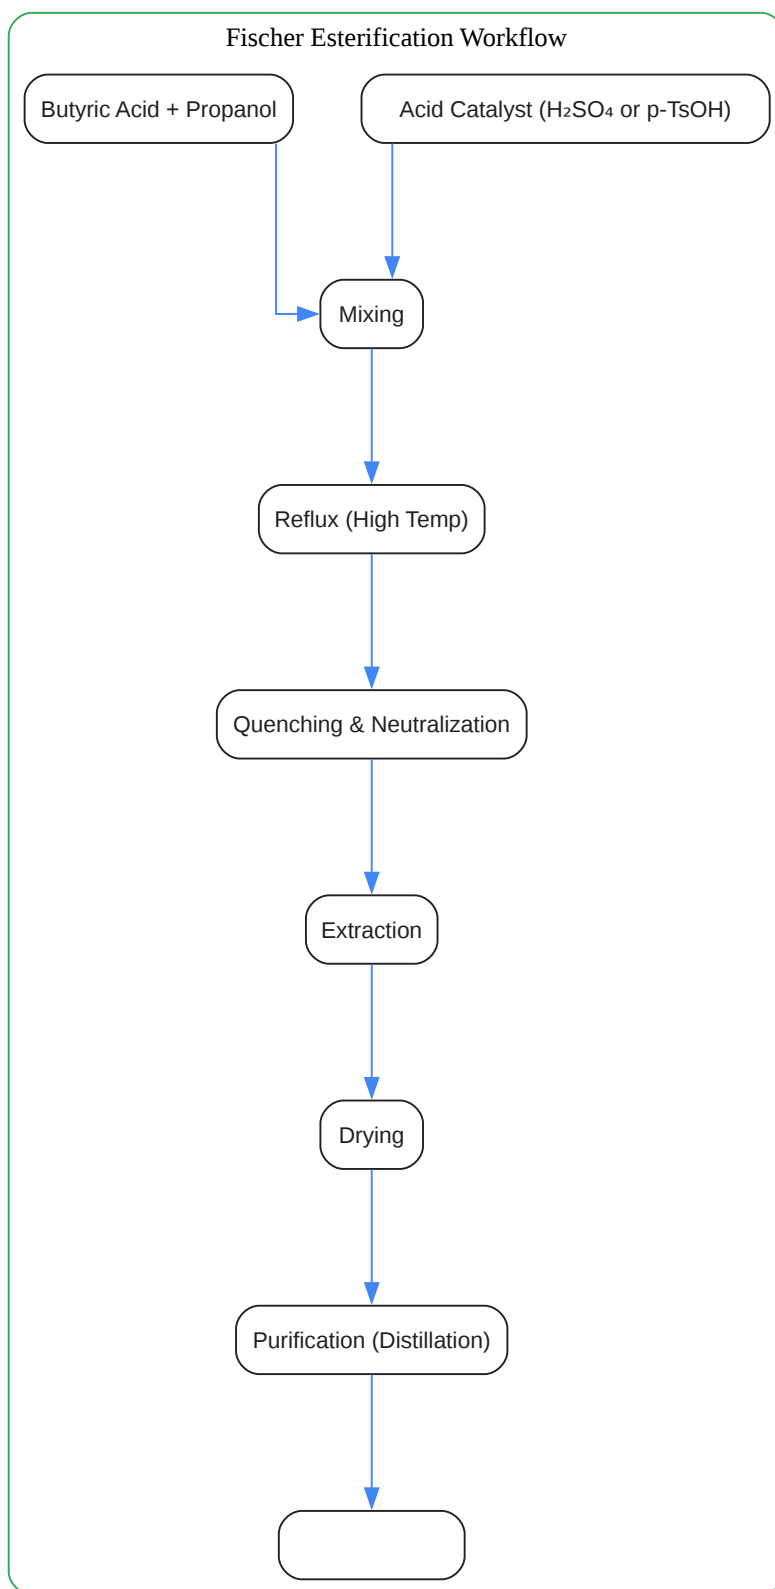 Fischer Esterification Workflow
Butyric Acid + Propanol
Acid Catalyst (H₂SO₄ or p-TsOH)
Mixing
Reflux (High Temp)
Quenching & Neutralization
Extraction
Drying
Purification (Distillation)